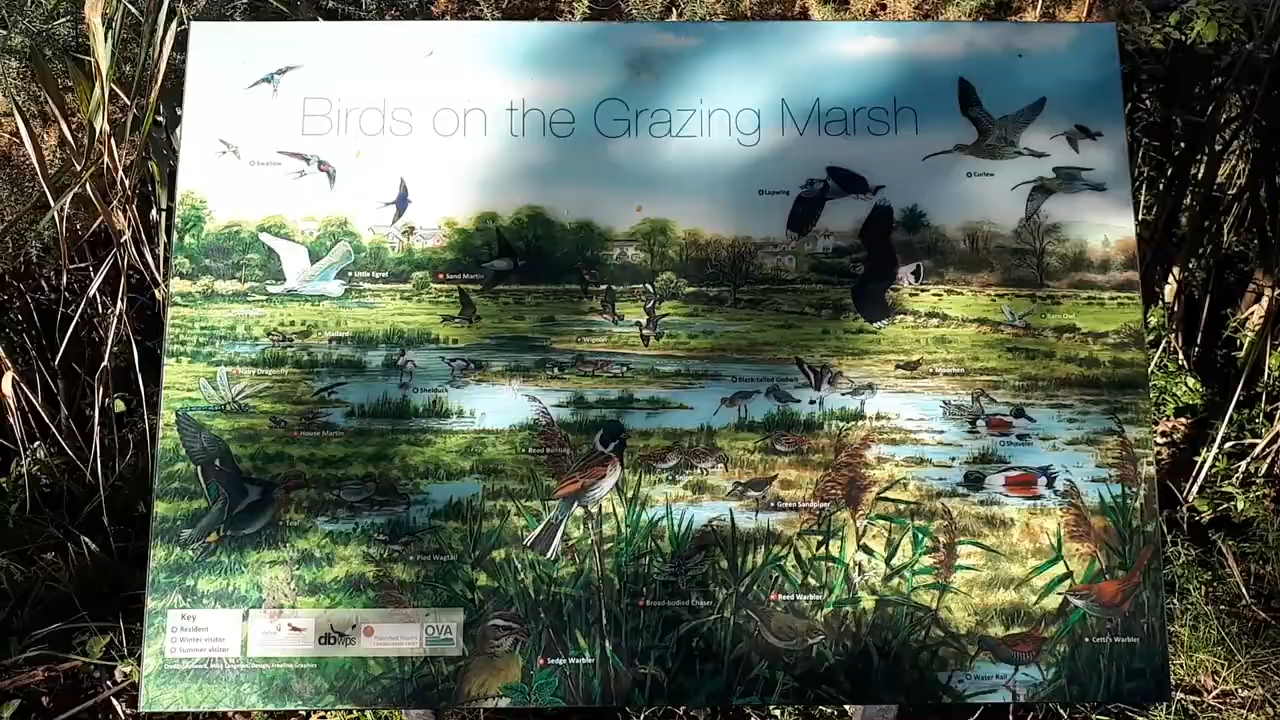 Birds on the Grazing Marsh
Swallow
Curlew
Lapwing
Little Egret
Sand Martin
Barn Owl
Mallard
Wigeon
Hairy Dragonfly
Moorhen
Black-tailed Godwit
Shelduck
House Martin
Shoveler
Reed Bunting
Green Sandpiper
Teal
Pied Wagtail
Reed Warbler
Broad-bodied Chaser
Cetti's Warbler
Sedge Warbler
Water Rail
Key
Resident
Winter visitor
Summer visitor
dbwps
OVA